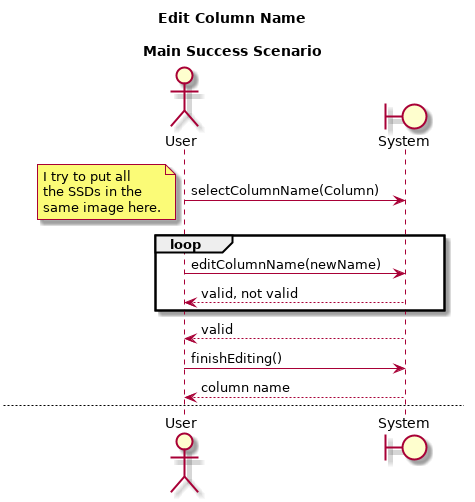 Edit Column Name
Main Success Scenario
User
System
I try to put all
the SSDs in the
same image here.
selectColumnName(Column)
loop
editColumnName(newName)
valid, not valid
valid
finishEditing()
column name
User
System